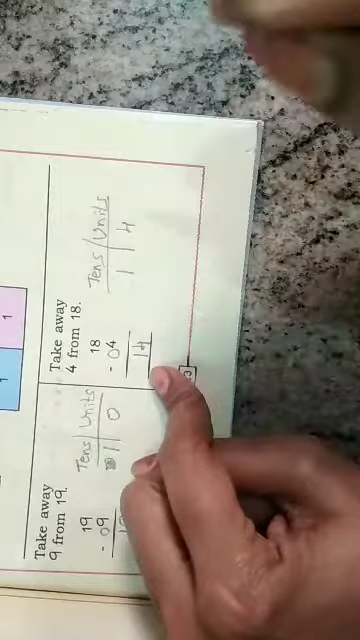 Take away
9 from 19.
19
- 09
Tens Units
1 0
Take away
4 from 18.
18
- 04
14
Tens Units
1 4
1
1